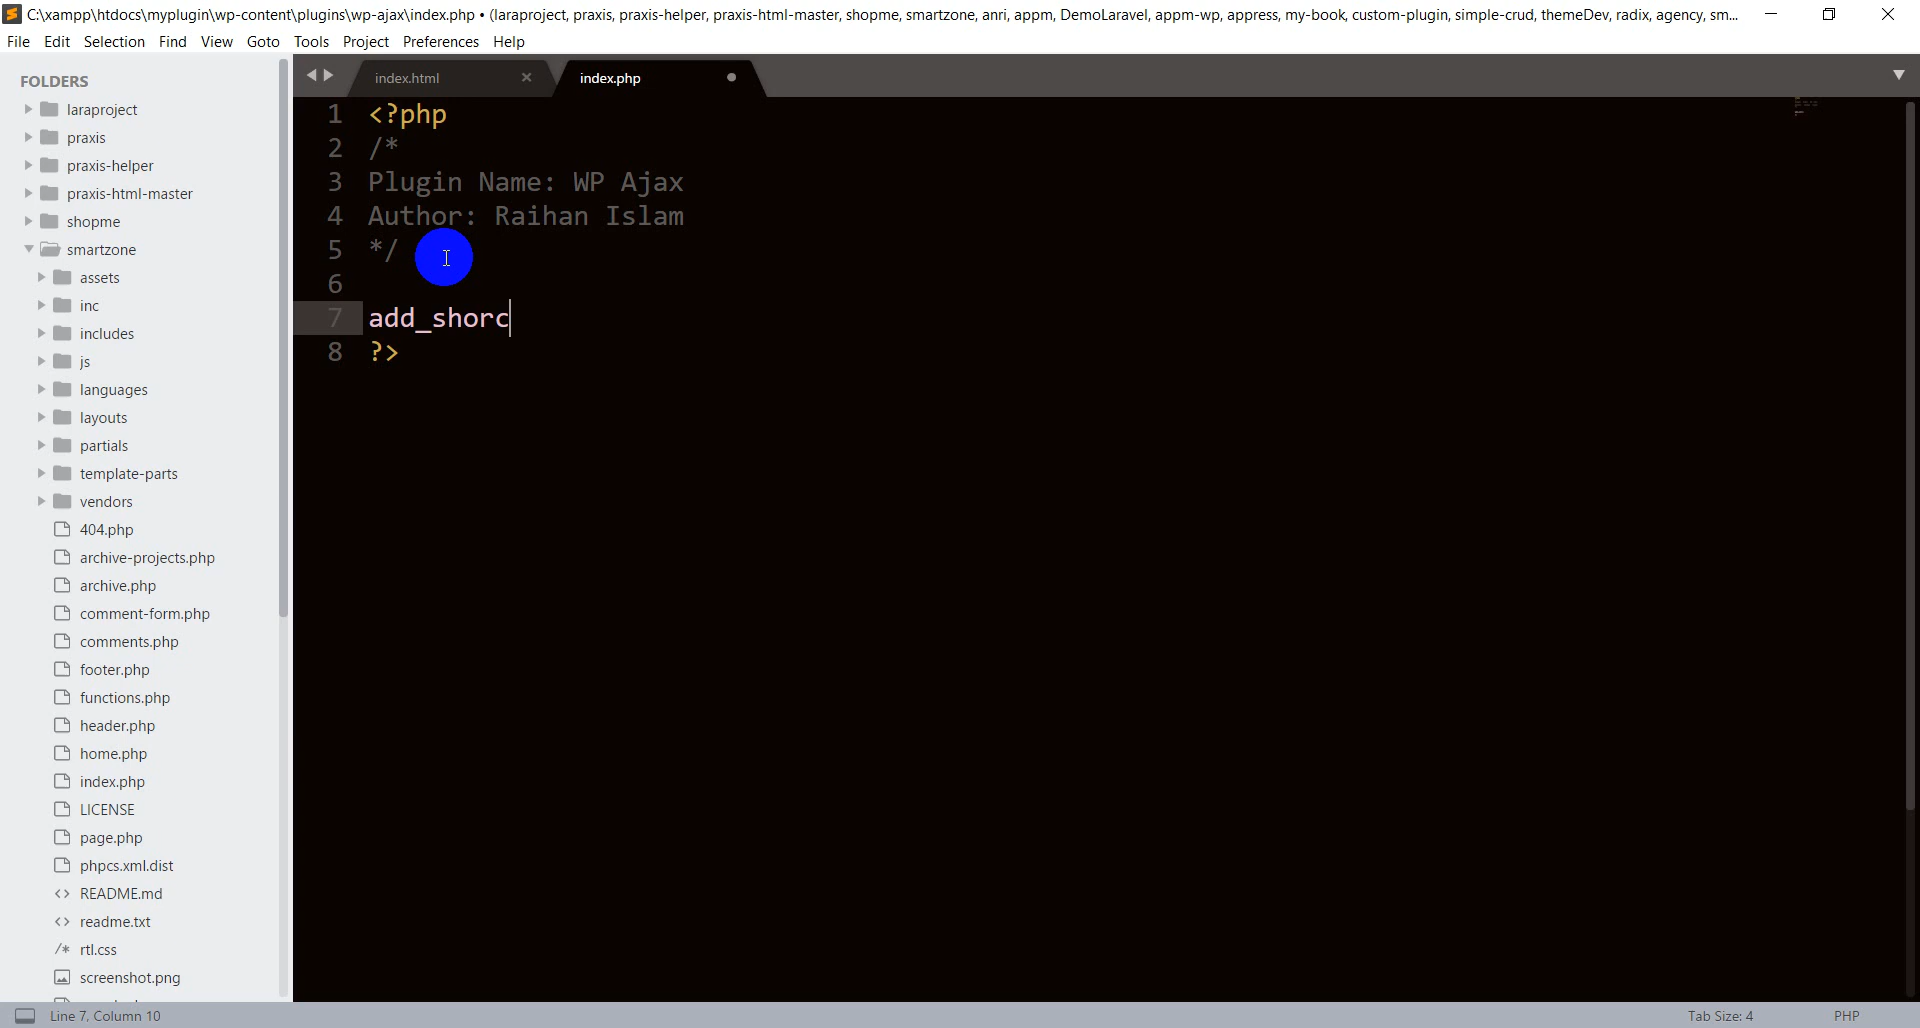 C:\xampp\htdocs\myplugin\wp-content\plugins\wp-ajax\index.php • (laraproject, praxis, praxis-helper, praxis-html-master, shopme, smartzone, anri, appm, DemoLaravel, appm-wp, appress, my-book, custom-plugin, simple-crud, themeDev, radix, agency, sm...
File Edit Selection Find View Goto Tools Project Preferences Help
FOLDERS
laraproject
praxis
praxis-helper
praxis-html-master
shopme
smartzone
assets
inc
includes
js
languages
layouts
partials
template-parts
vendors
404.php
archive-projects.php
archive.php
comment-form.php
comments.php
footer.php
functions.php
header.php
home.php
index.php
LICENSE
page.php
phpcs.xml.dist
<> README.md
<> readme.txt
/* rtl.css
screenshot.png
index.html × index.php
1 <?php
2 /*
3 Plugin Name: WP Ajax
4 Author: Raihan Islam
5 */
6
7 add_shorc
8 ?>
Line 7, Column 10 Tab Size: 4 PHP